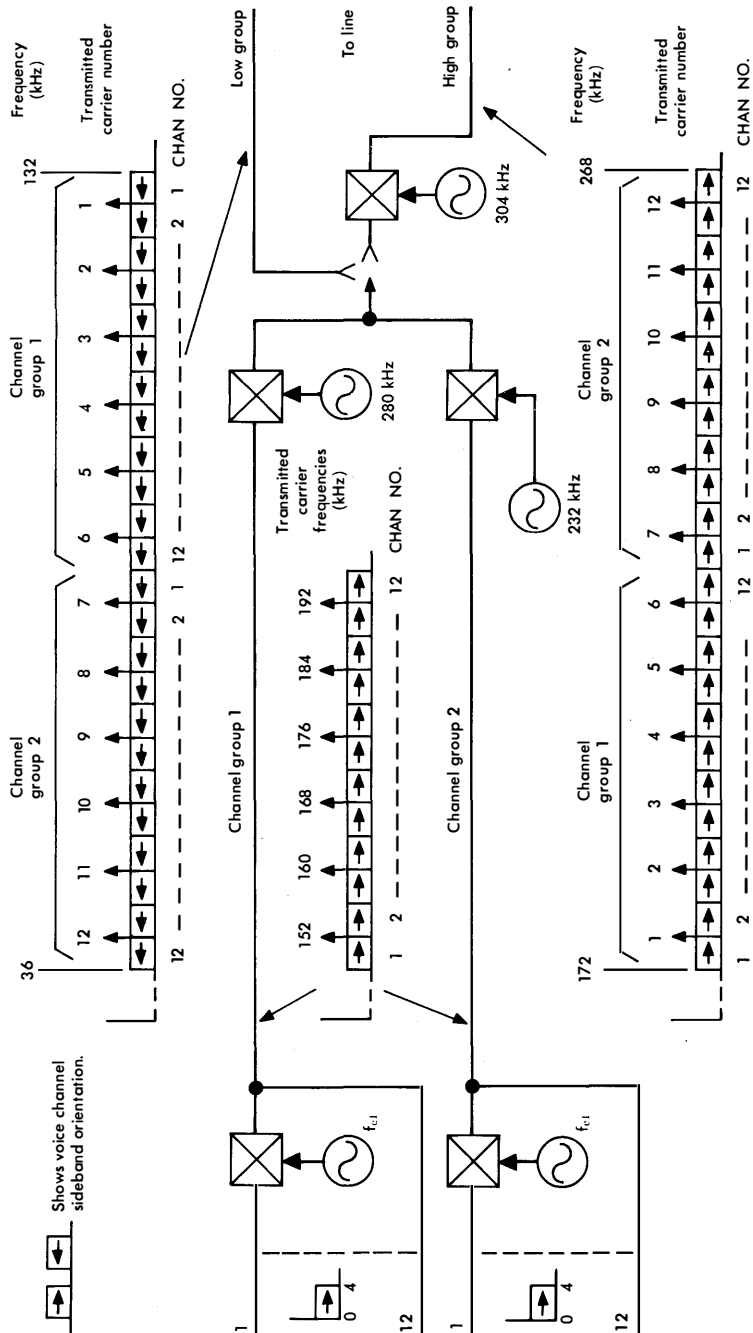 Shows voice channel
sideband orientation.
Frequency
(kHz)
Transmitted
carrier number
36
132
Channel
group 2
Channel
group 1
12 11 10 9 8 7 6 5 4 3 2 1
12 2 1 12 2 1 CHAN NO.
Low group
To line
High group
1
0 4
12
fc1
Channel group 1
280 kHz
304 kHz
Transmitted
carrier
frequencies
(kHz)
152 160 168 176 184 192
1 2 12 CHAN NO.
Channel group 2
232 kHz
1
0 4
12
fc1
Frequency
(kHz)
Transmitted
carrier number
172
268
Channel
group 1
Channel
group 2
1 2 3 4 5 6 7 8 9 10 11 12
1 2 12 1 2 12 CHAN NO.